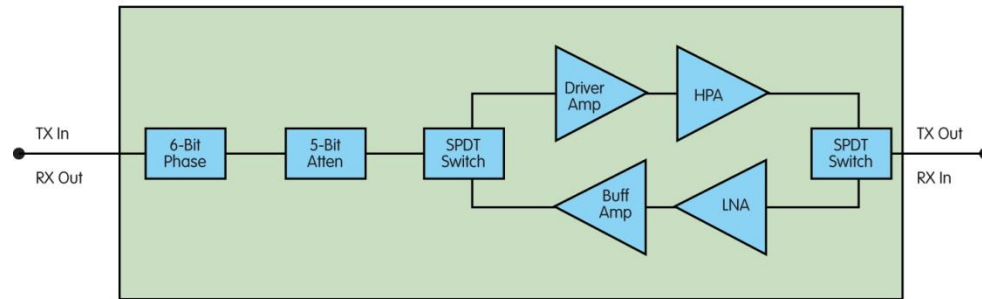 TX In
RX Out
6-Bit
Phase
5-Bit
Atten
SPDT
Switch
Driver
Amp
HPA
Buff
Amp
LNA
SPDT
Switch
TX Out
RX In